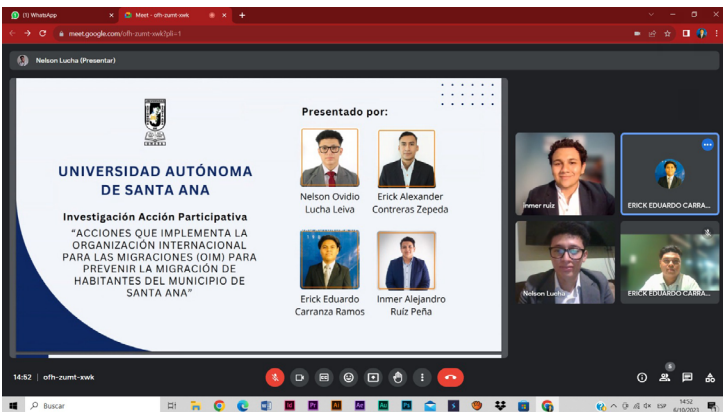 (1) WhatsApp
Meet - ofh-zumt-xwk
meet.google.com/ofh-zumt-xwk?pli=1
Nelson Lucha (Presentar)
UNIVERSIDAD AUTÓNOMA
DE SANTA ANA
Investigación Acción Participativa
“ACCIONES QUE IMPLEMENTA LA
ORGANIZACIÓN INTERNACIONAL
PARA LAS MIGRACIONES (OIM) PARA
PREVENIR LA MIGRACIÓN DE
HABITANTES DEL MUNICIPIO DE
SANTA ANA”
Presentado por:
Nelson Ovidio
Lucha Leiva
Erick Alexander
Contreras Zepeda
Erick Eduardo
Carranza Ramos
Inmer Alejandro
Ruíz Peña
inmer ruiz
ERICK EDUARDO CARRA...
Nelson Lucha
ERICK EDUARDO CARRA...
14:52 | ofh-zumt-xwk
6
Buscar
ESP
14:52
6/10/2023